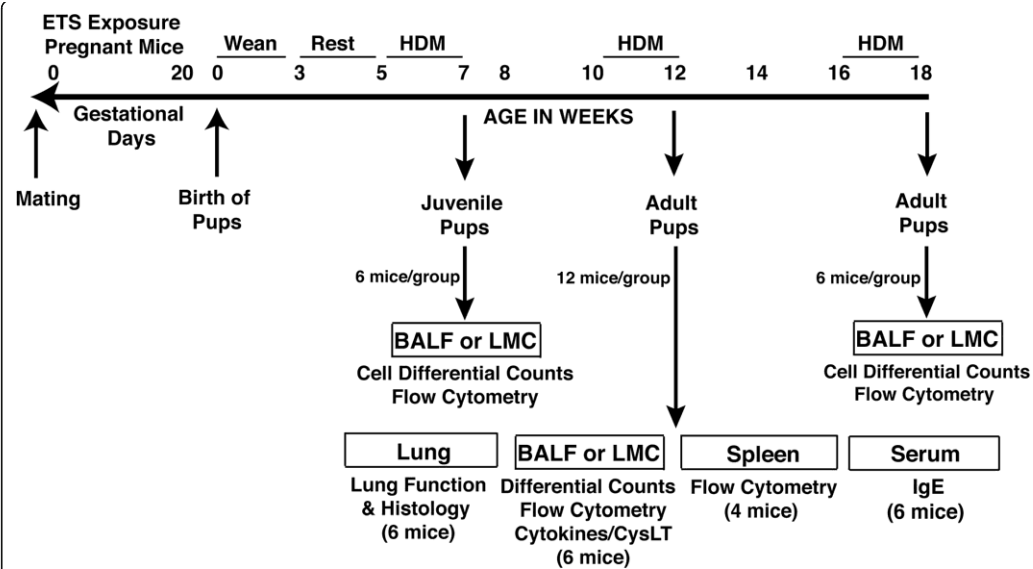 ETS Exposure
Pregnant Mice
Wean Rest HDM HDM HDM
0 20 0 3 5 7 8 10 12 14 16 18
Gestational
Days
AGE IN WEEKS
Mating
Birth of
Pups
Juvenile
Pups
Adult
Pups
Adult
Pups
6 mice/group
12 mice/group
6 mice/group
BALF or LMC
Cell Differential Counts
Flow Cytometry
BALF or LMC
Cell Differential Counts
Flow Cytometry
Lung
Lung Function
& Histology
(6 mice)
BALF or LMC
Differential Counts
Flow Cytometry
Cytokines/CysLT
(6 mice)
Spleen
Flow Cytometry
(4 mice)
Serum
IgE
(6 mice)